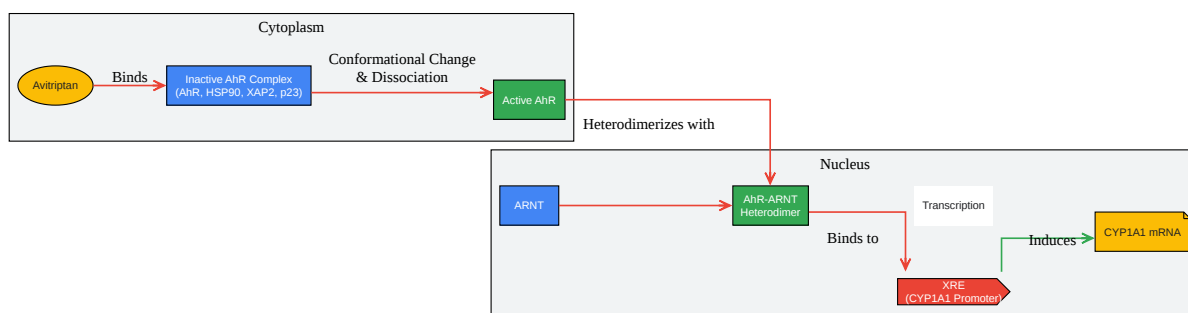 Cytoplasm
Avitriptan
Binds
Inactive AhR Complex
(AhR, HSP90, XAP2, p23)
Conformational Change
& Dissociation
Active AhR
Heterodimerizes with
Nucleus
ARNT
AhR-ARNT
Heterodimer
Binds to
Transcription
XRE
(CYP1A1 Promoter)
Induces
CYP1A1 mRNA